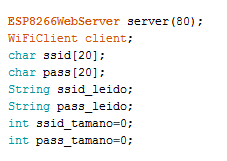 ESP8266WebServer server(80);
WiFiClient client;
char ssid[20];
char pass[20];
String ssid_leido;
String pass_leido;
int ssid_tamano=0;
int pass_tamano=0;